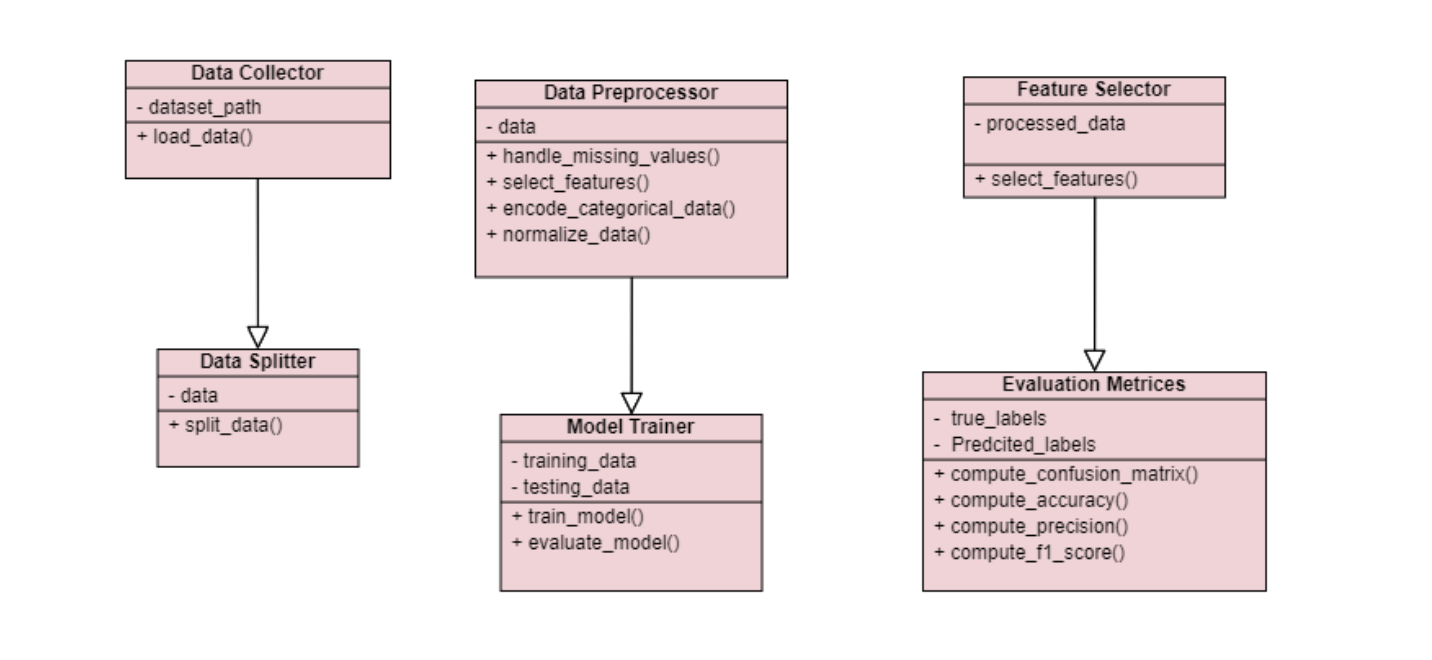 Data Collector
- dataset_path
+ load_data()
Data Splitter
- data
+ split_data()
Data Preprocessor
- data
+ handle_missing_values()
+ select_features()
+ encode_categorical_data()
+ normalize_data()
Model Trainer
- training_data
- testing_data
+ train_model()
+ evaluate_model()
Feature Selector
- processed_data
+ select_features()
Evaluation Metrices
- true_labels
- Predcited_labels
+ compute_confusion_matrix()
+ compute_accuracy()
+ compute_precision()
+ compute_f1_score()